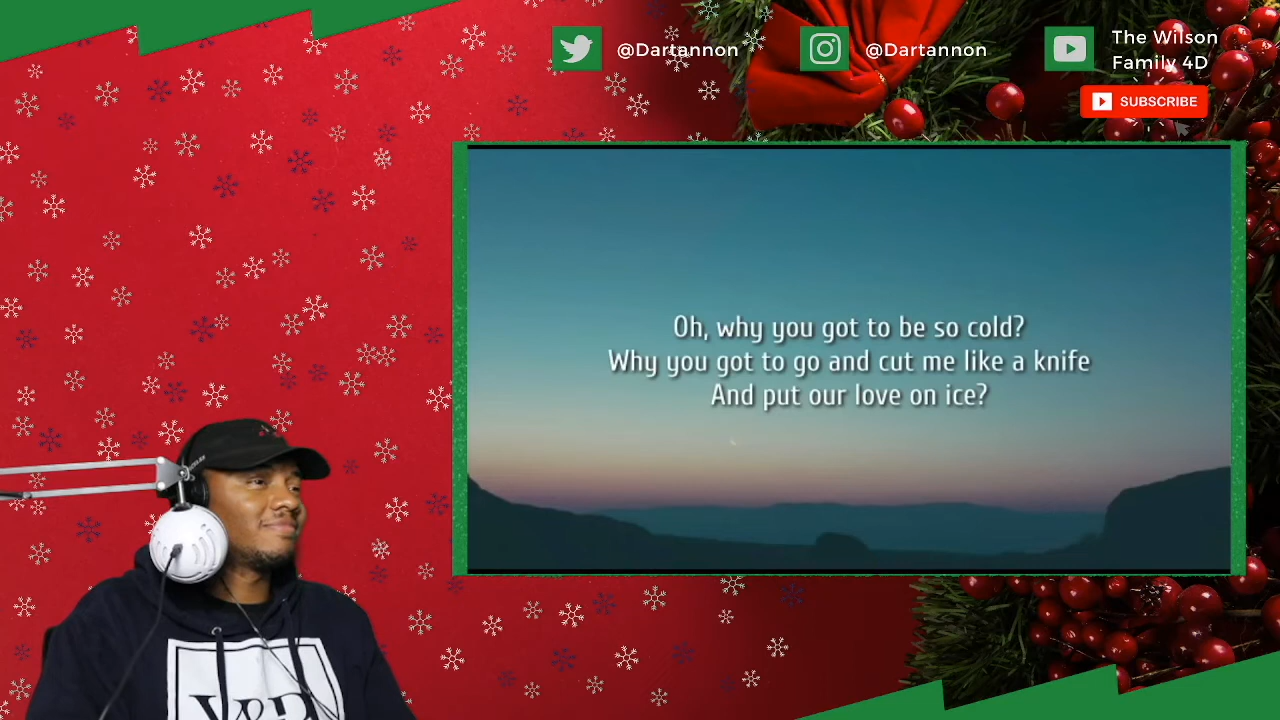 @Dartannon
@Dartannon
The Wilson
Family 4D
SUBSCRIBE
Oh, why you got to be so cold?
Why you got to go and cut me like a knife
And put our love on ice?